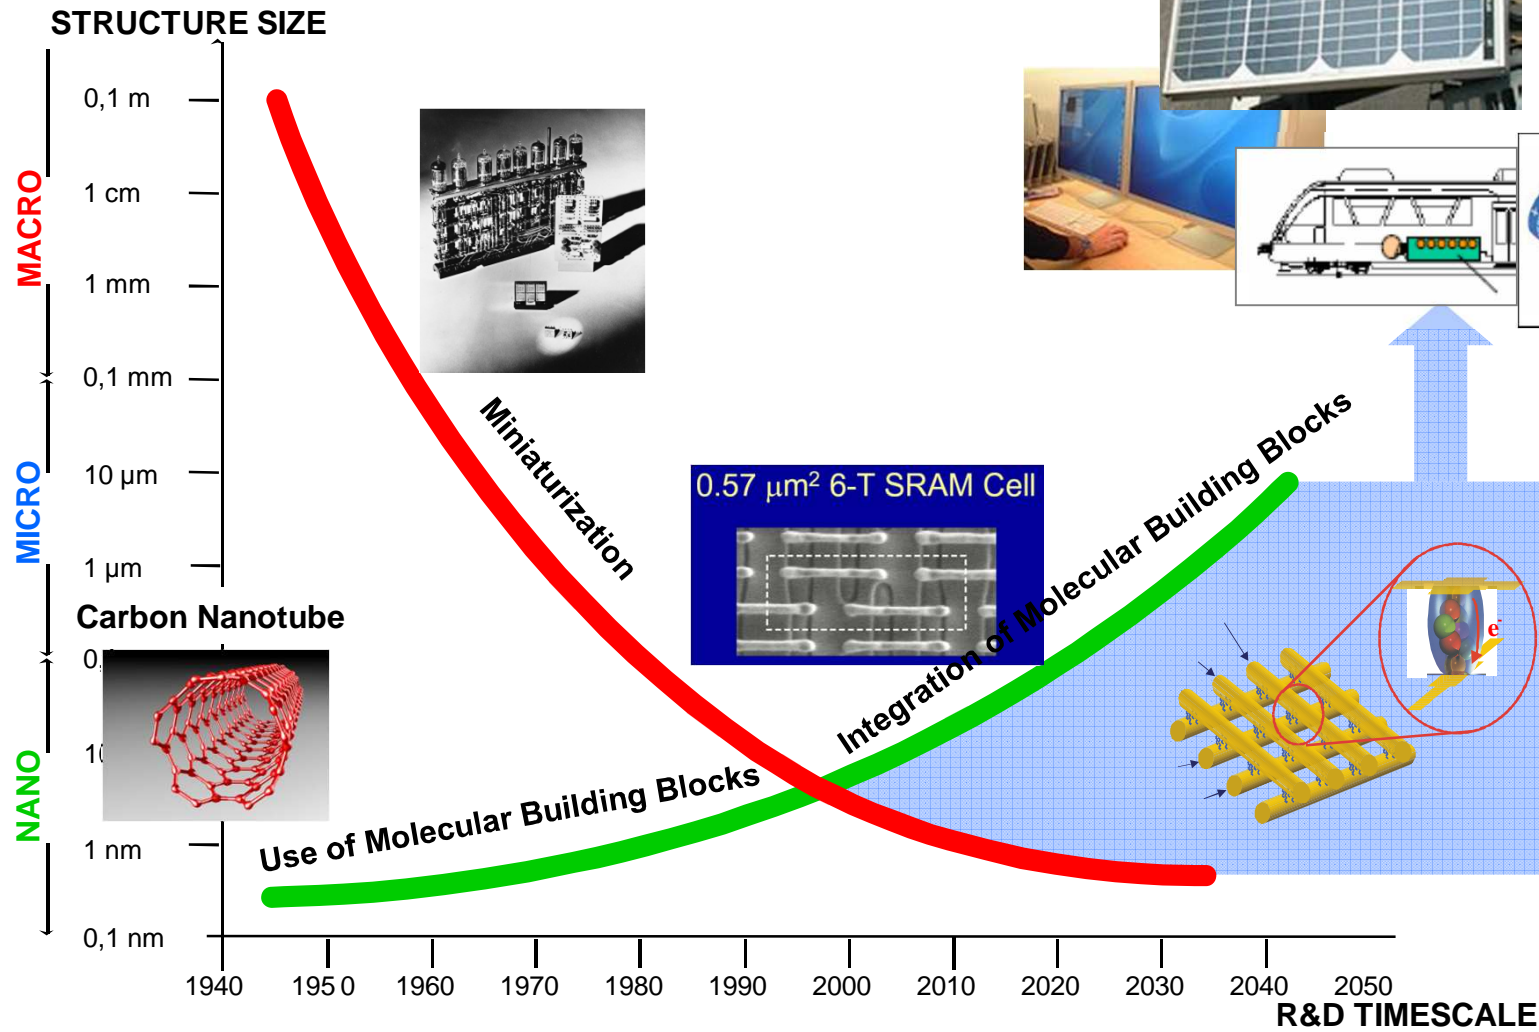 STRUCTURE SIZE
0,1 m
1 cm
1 mm
0,1 mm
10 µm
1 µm
1 nm
0,1 nm
MACRO
MICRO
NANO
Carbon Nanotube
Miniaturization
0.57 µm² 6-T SRAM Cell
Use of Molecular Building Blocks
Integration of Molecular Building Blocks
e-
1940 1950 1960 1970 1980 1990 2000 2010 2020 2030 2040 2050
R&D TIMESCALE